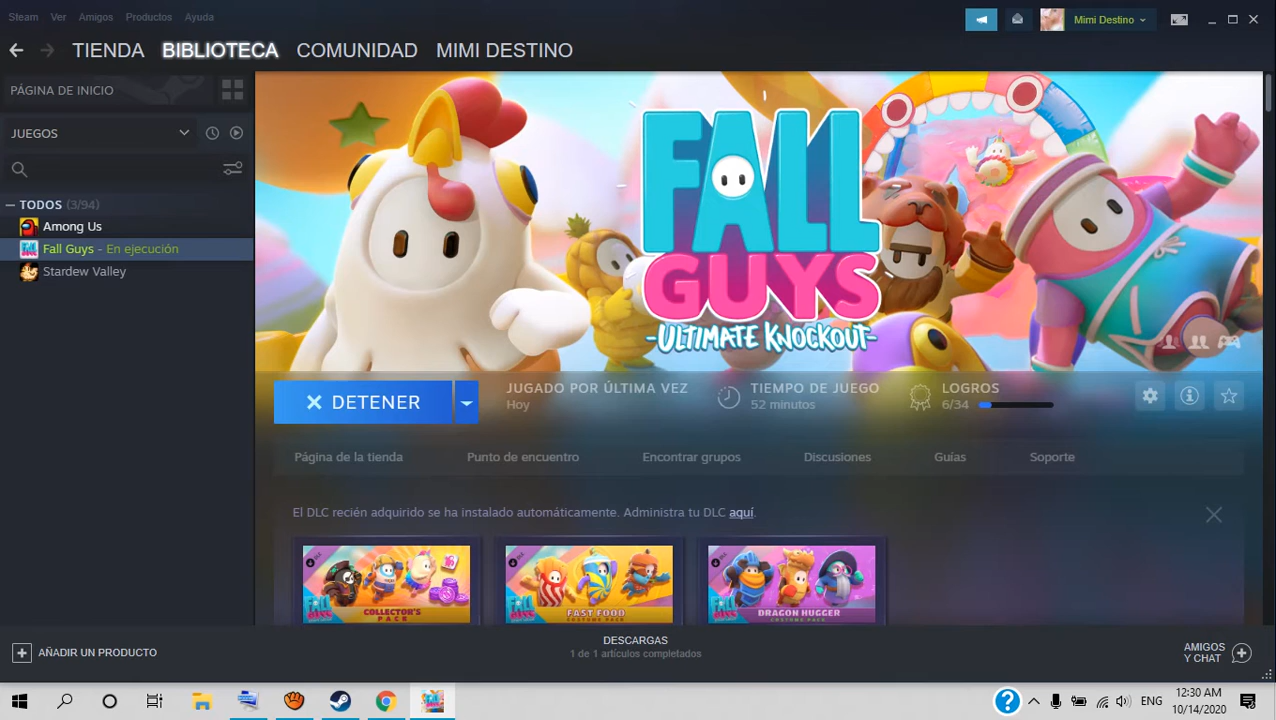 Steam Ver Amigos Productos Ayuda
Mimi Destino
TIENDA BIBLIOTECA COMUNIDAD MIMI DESTINO
PÁGINA DE INICIO
JUEGOS
TODOS (3/94)
Among Us
Fall Guys - En ejecución
Stardew Valley
FALL
GUYS
-ULTIMATE KNOCKOUT-
DETENER
JUGADO POR ÚLTIMA VEZ
Hoy
TIEMPO DE JUEGO
52 minutos
LOGROS
6/34
Página de la tienda Punto de encuentro Encontrar grupos Discusiones Guías Soporte
El DLC recién adquirido se ha instalado automáticamente. Administra tu DLC aquí.
COLLECTOR'S
PACK
FAST FOOD
COSTUME PACK
DRAGON HUGGER
COSTUME PACK
AÑADIR UN PRODUCTO
DESCARGAS
1 de 1 artículos completados
AMIGOS
Y CHAT
ENG
12:30 AM
10/14/2020